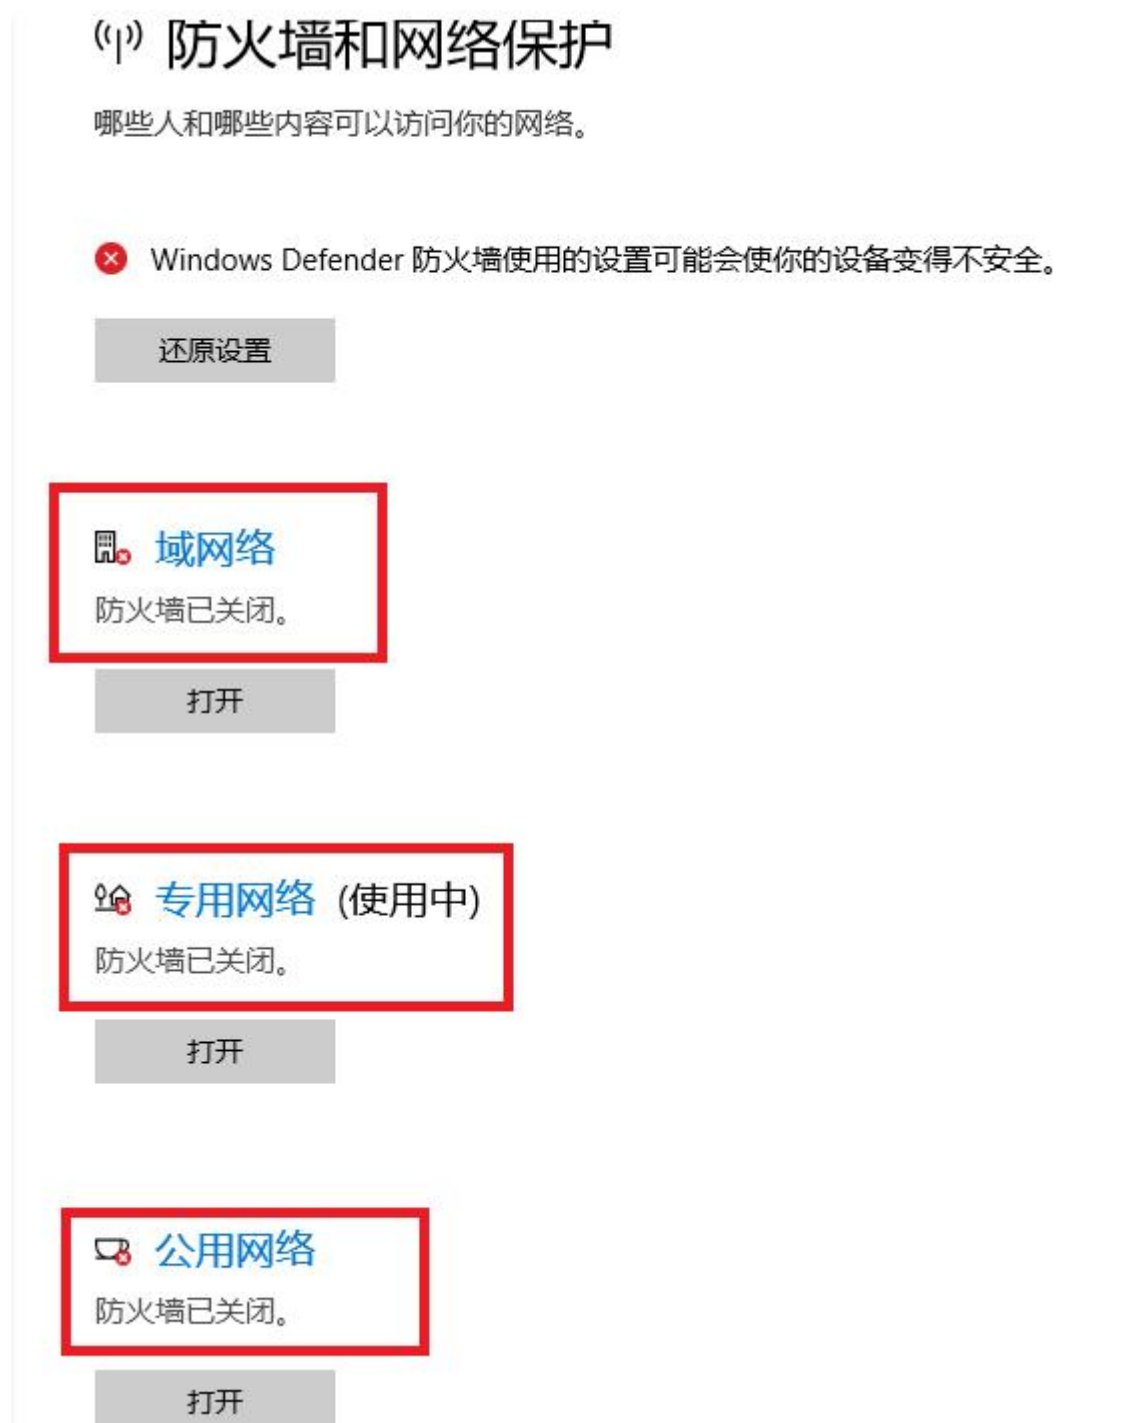 防火墙和网络保护
哪些人和哪些内容可以访问你的网络。
Windows Defender 防火墙使用的设置可能会使你的设备变得不安全。
还原设置
域网络
防火墙已关闭。
打开
专用网络 (使用中)
防火墙已关闭。
打开
公用网络
防火墙已关闭。
打开